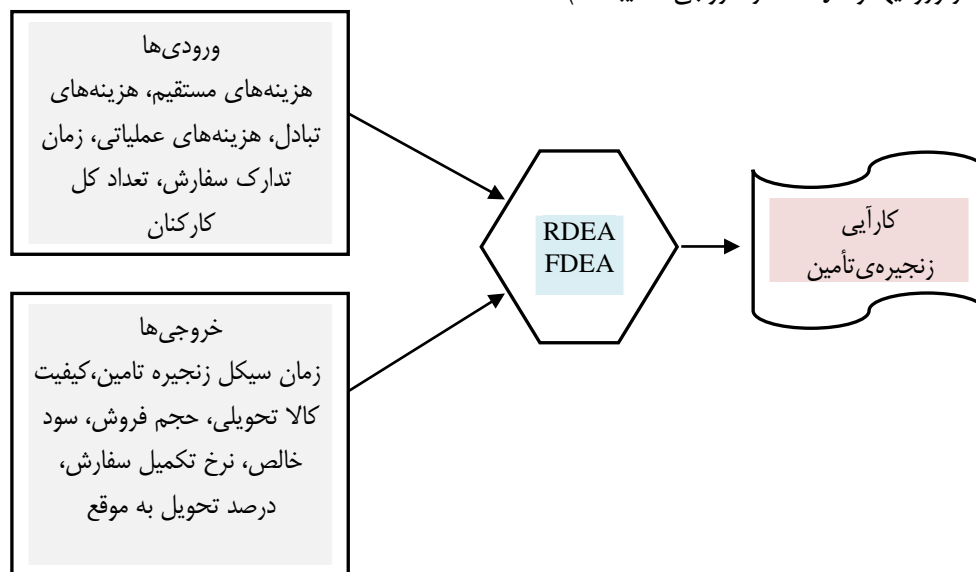 ورودی‌ها
هزینه‌های مستقیم، هزینه‌های
تبادل، هزینه‌های عملیاتی، زمان
تدارک سفارش، تعداد کل
کارکنان
RDEA
FDEA
کارآیی
زنجیره‌ی‌تأمین
خروجی‌ها
زمان سیکل زنجیره تامین،کیفیت
کالا تحویلی، حجم فروش، سود
خالص، نرخ تکمیل سفارش،
درصد تحویل به موقع